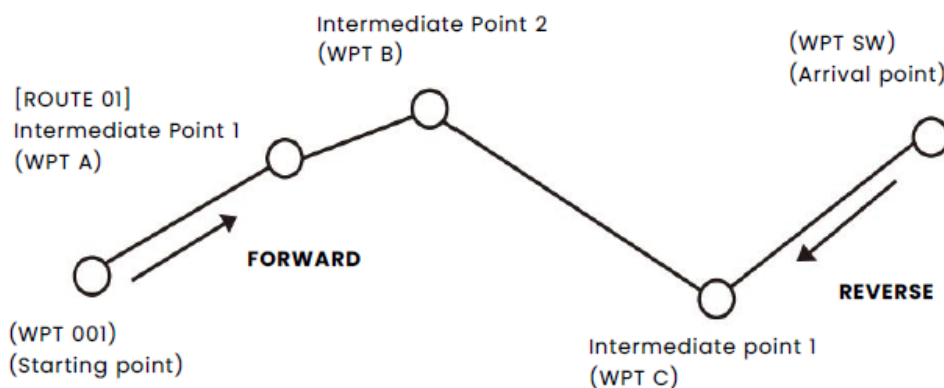 Intermediate Point 2
(WPT B)
(WPT SW)
(Arrival point)
[ROUTE 01]
Intermediate Point 1
(WPT A)
FORWARD
REVERSE
(WPT 001)
(Starting point)
Intermediate point 1
(WPT C)